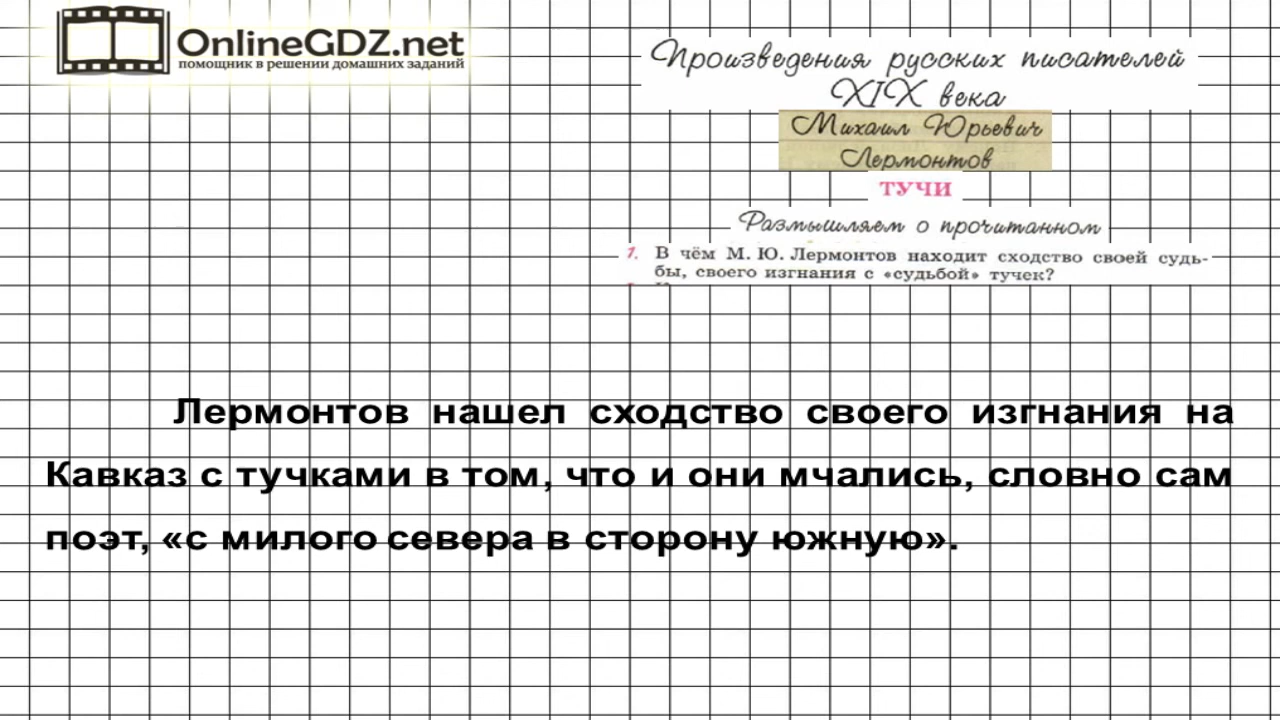 OnlineGDZ.net
помощник в решении домашних заданий
Произведения русских писателей
XIX века
Михаил Юрьевич
Лермонтов
ТУЧИ
Размышляем о прочитанном
1. В чём М. Ю. Лермонтов находит сходство своей судь-
бы, своего изгнания с «судьбой» тучек?
Лермонтов нашел сходство своего изгнания на
Кавказ с тучками в том, что и они мчались, словно сам
поэт, «с милого севера в сторону южную».